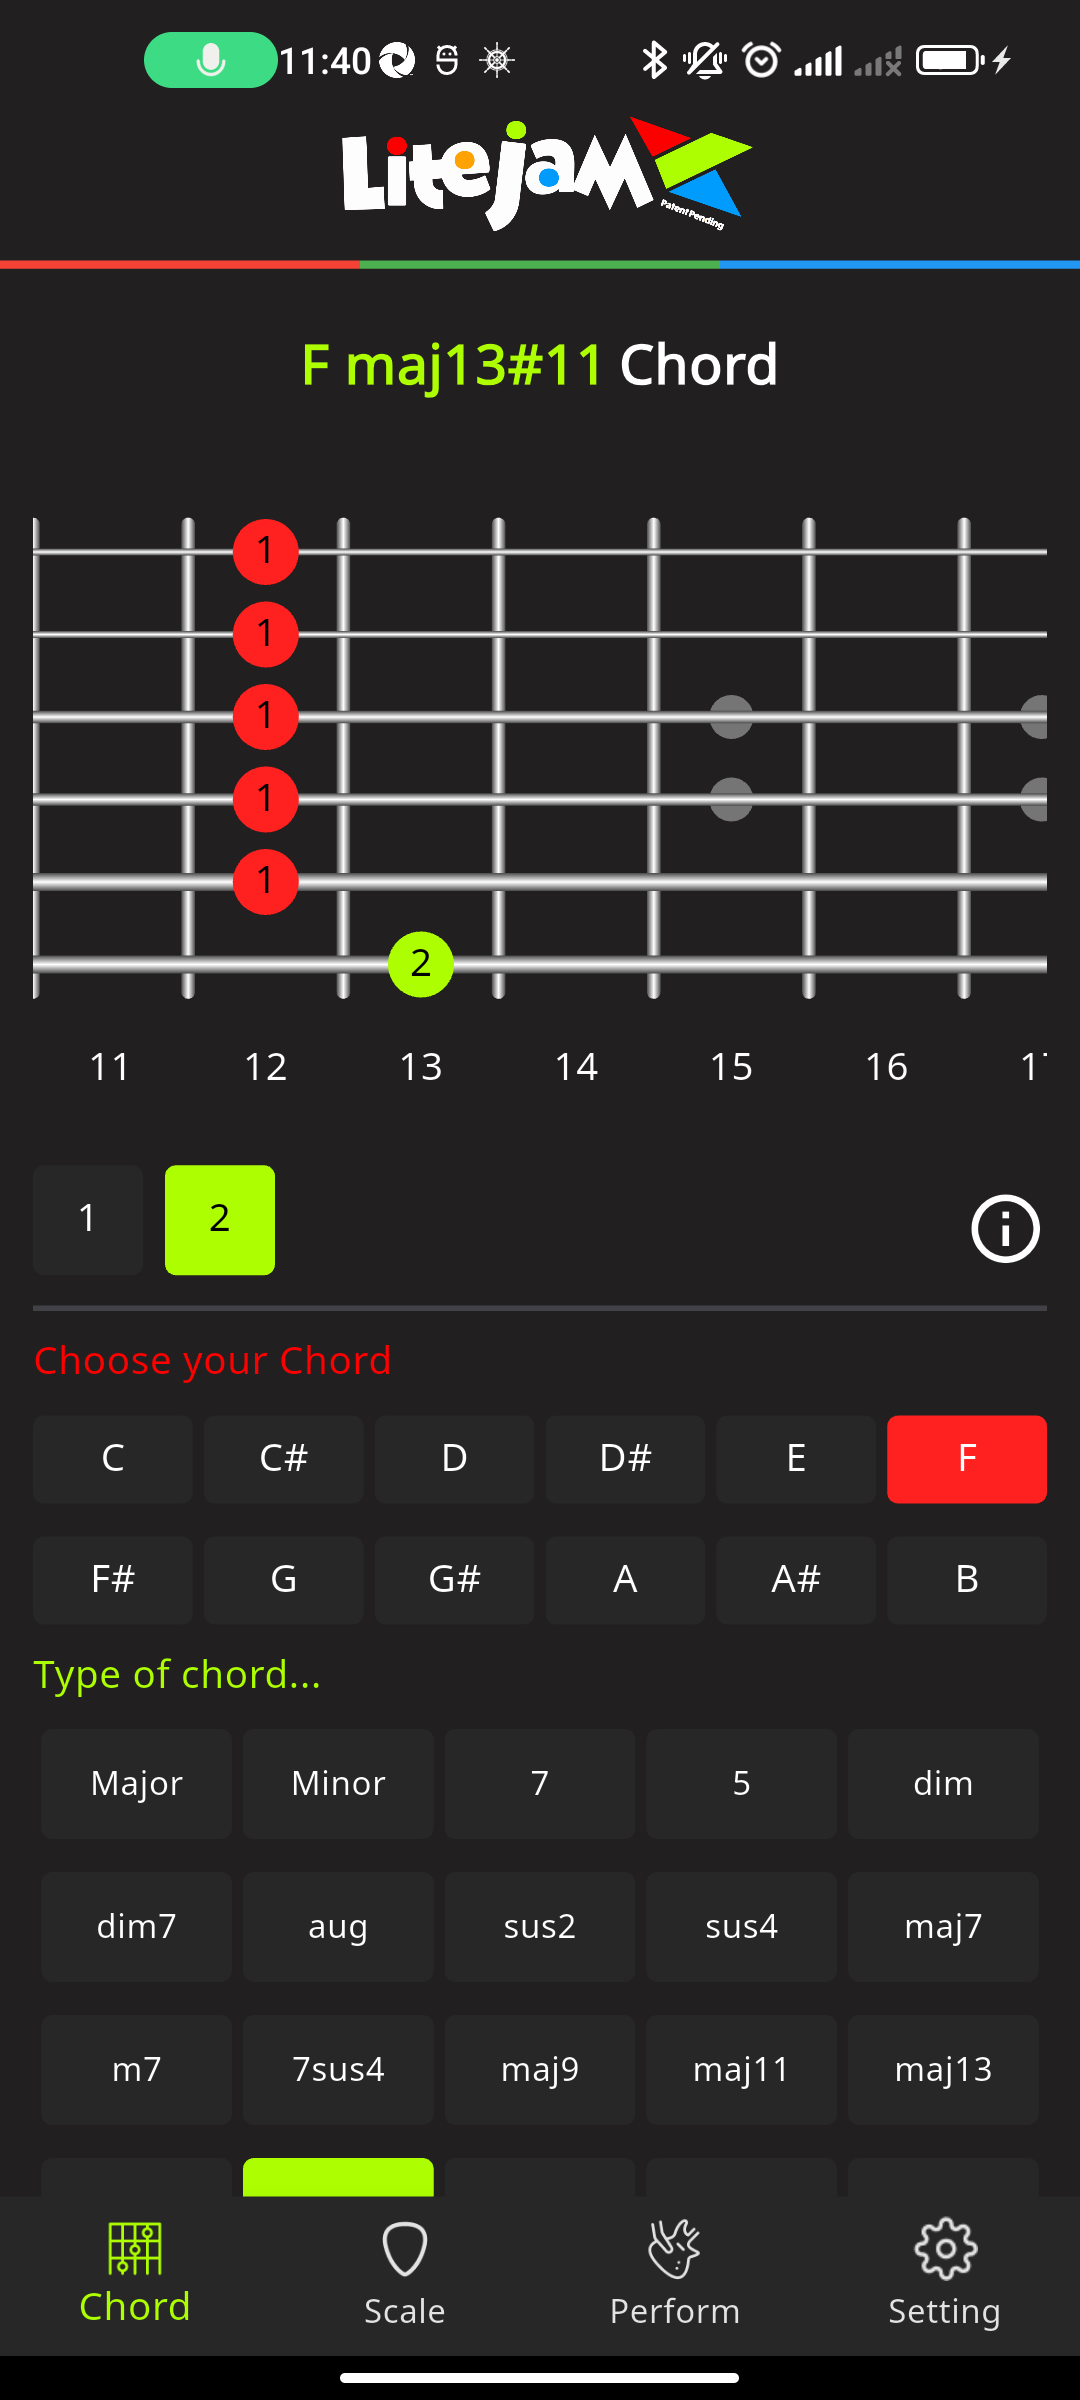 11:40
Litejam
Patent Pending
F maj13#11 Chord
1
1
1
1
1
2
11 12 13 14 15 16
1 2
Choose your Chord
C C# D D# E F
F# G G# A A# B
Type of chord...
Major Minor 7 5 dim
dim7 aug sus2 sus4 maj7
m7 7sus4 maj9 maj11 maj13
Chord Scale Perform Setting